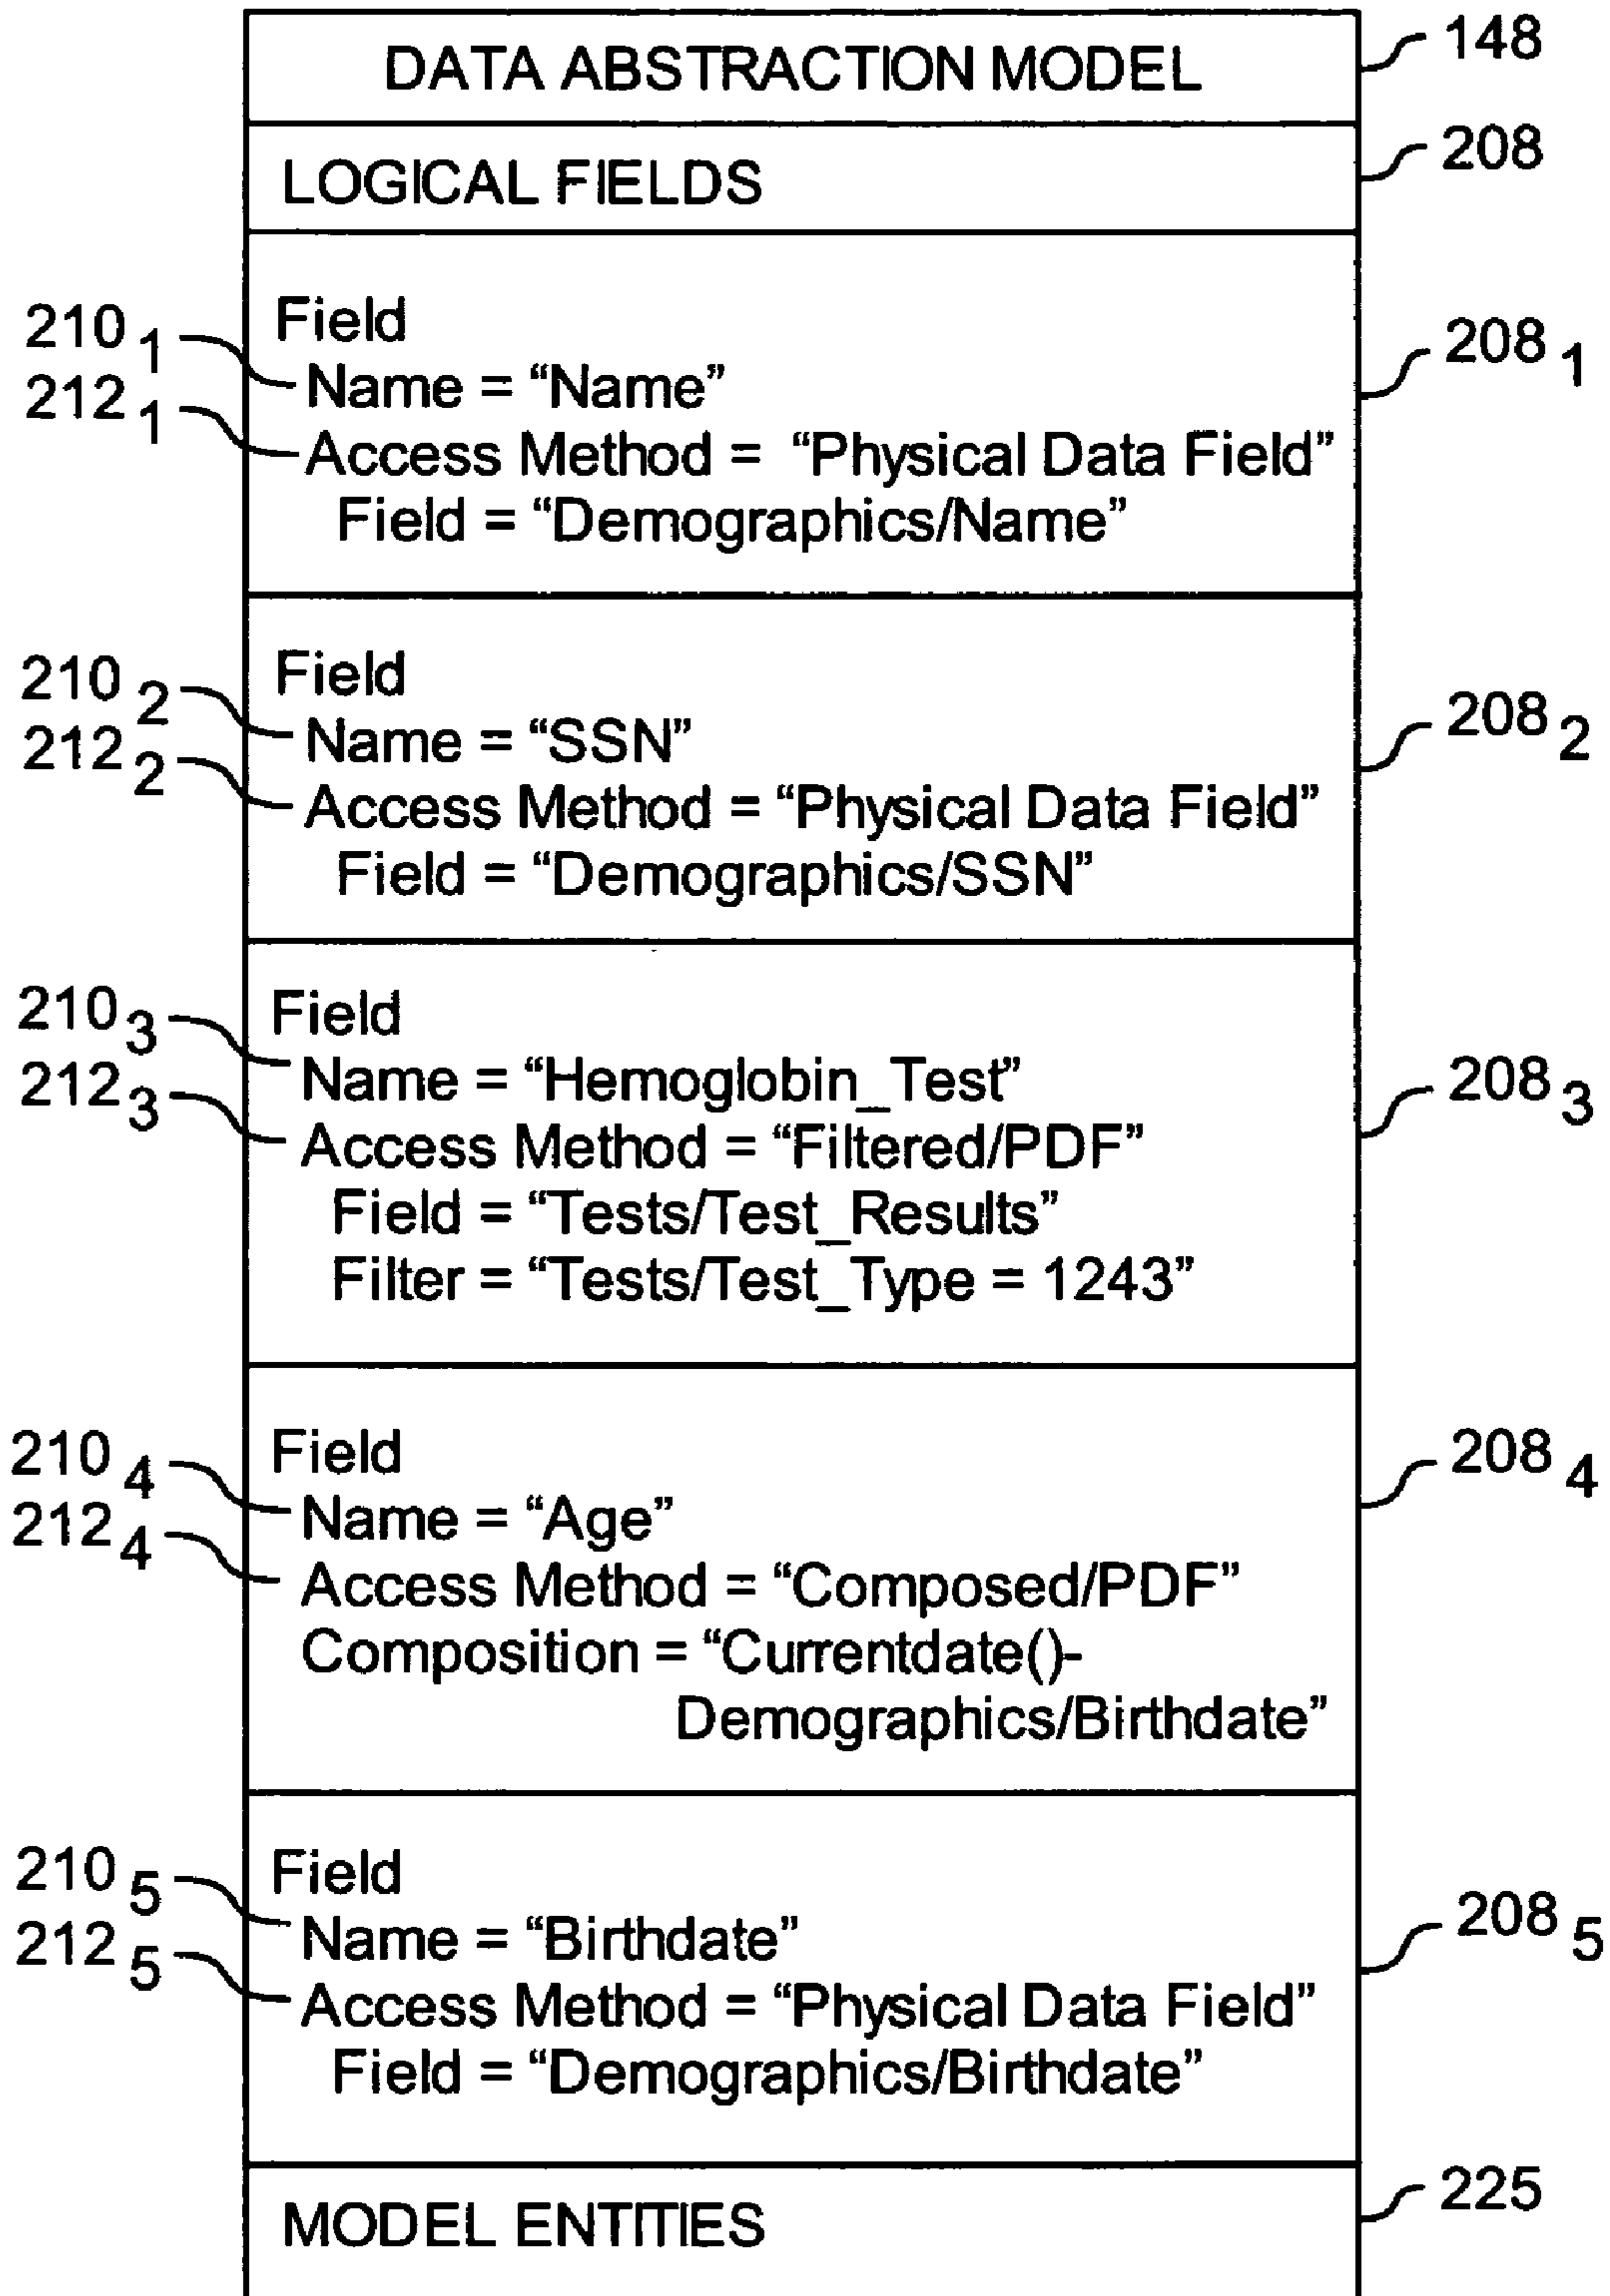 DATA ABSTRACTION MODEL
148
LOGICAL FIELDS
208
Field
210 1
Name = “Name”
208 1
212 1
Access Method = “Physical Data Field”
Field = “Demographics/Name”
Field
210 2
Name = “SSN”
208 2
212 2
Access Method = “Physical Data Field”
Field = “Demographics/SSN”
Field
210 3
Name = “Hemoglobin_Test”
208 3
212 3
Access Method = “Filtered/PDF”
Field = “Tests/Test_Results”
Filter = “Tests/Test_Type = 1243”
Field
210 4
Name = “Age”
208 4
212 4
Access Method = “Composed/PDF”
Composition = “Currentdate()-
Demographics/Birthdate”
Field
210 5
Name = “Birthdate”
208 5
212 5
Access Method = “Physical Data Field”
Field = “Demographics/Birthdate”
MODEL ENTITIES
225